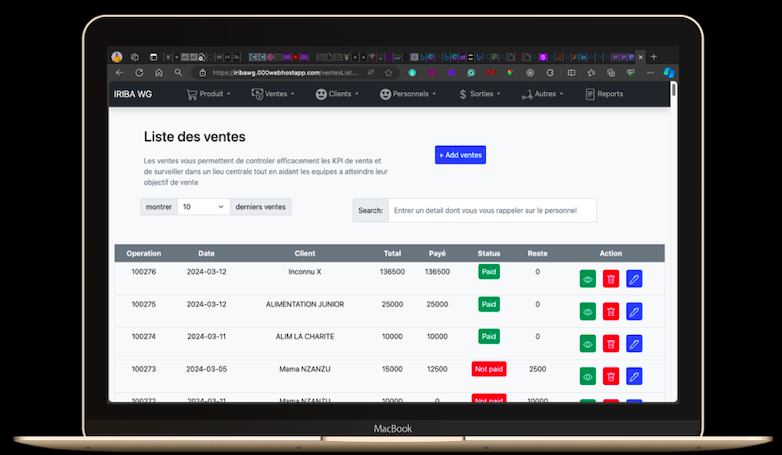 https://iribawg.000webhostapp.com/ventesList....
IRIBA WG Produit Ventes Clients Personnels Sorties Autres Reports
Liste des ventes
Les ventes vous permettent de controler efficacement les KPI de vente et
de surveiller dans un lieu centrale tout en aidant les equipes a atteindre leur
objectif de vente
+ Add ventes
montrer 10 derniers ventes
Search: Entrer un detail dont vous vous rappeler sur le personnel
Operation Date Client Total Payé Status Reste Action
100276 2024-03-12 Inconnu X 136500 136500 Paid 0
100275 2024-03-12 ALIMENTATION JUNIOR 25000 25000 Paid 0
100274 2024-03-11 ALIM LA CHARITE 10000 10000 Paid 0
100273 2024-03-05 Mama NZANZU 15000 12500 Not paid 2500
100272 2024-03-11 Mama NZANZU 10000 0 Not paid 10000
MacBook